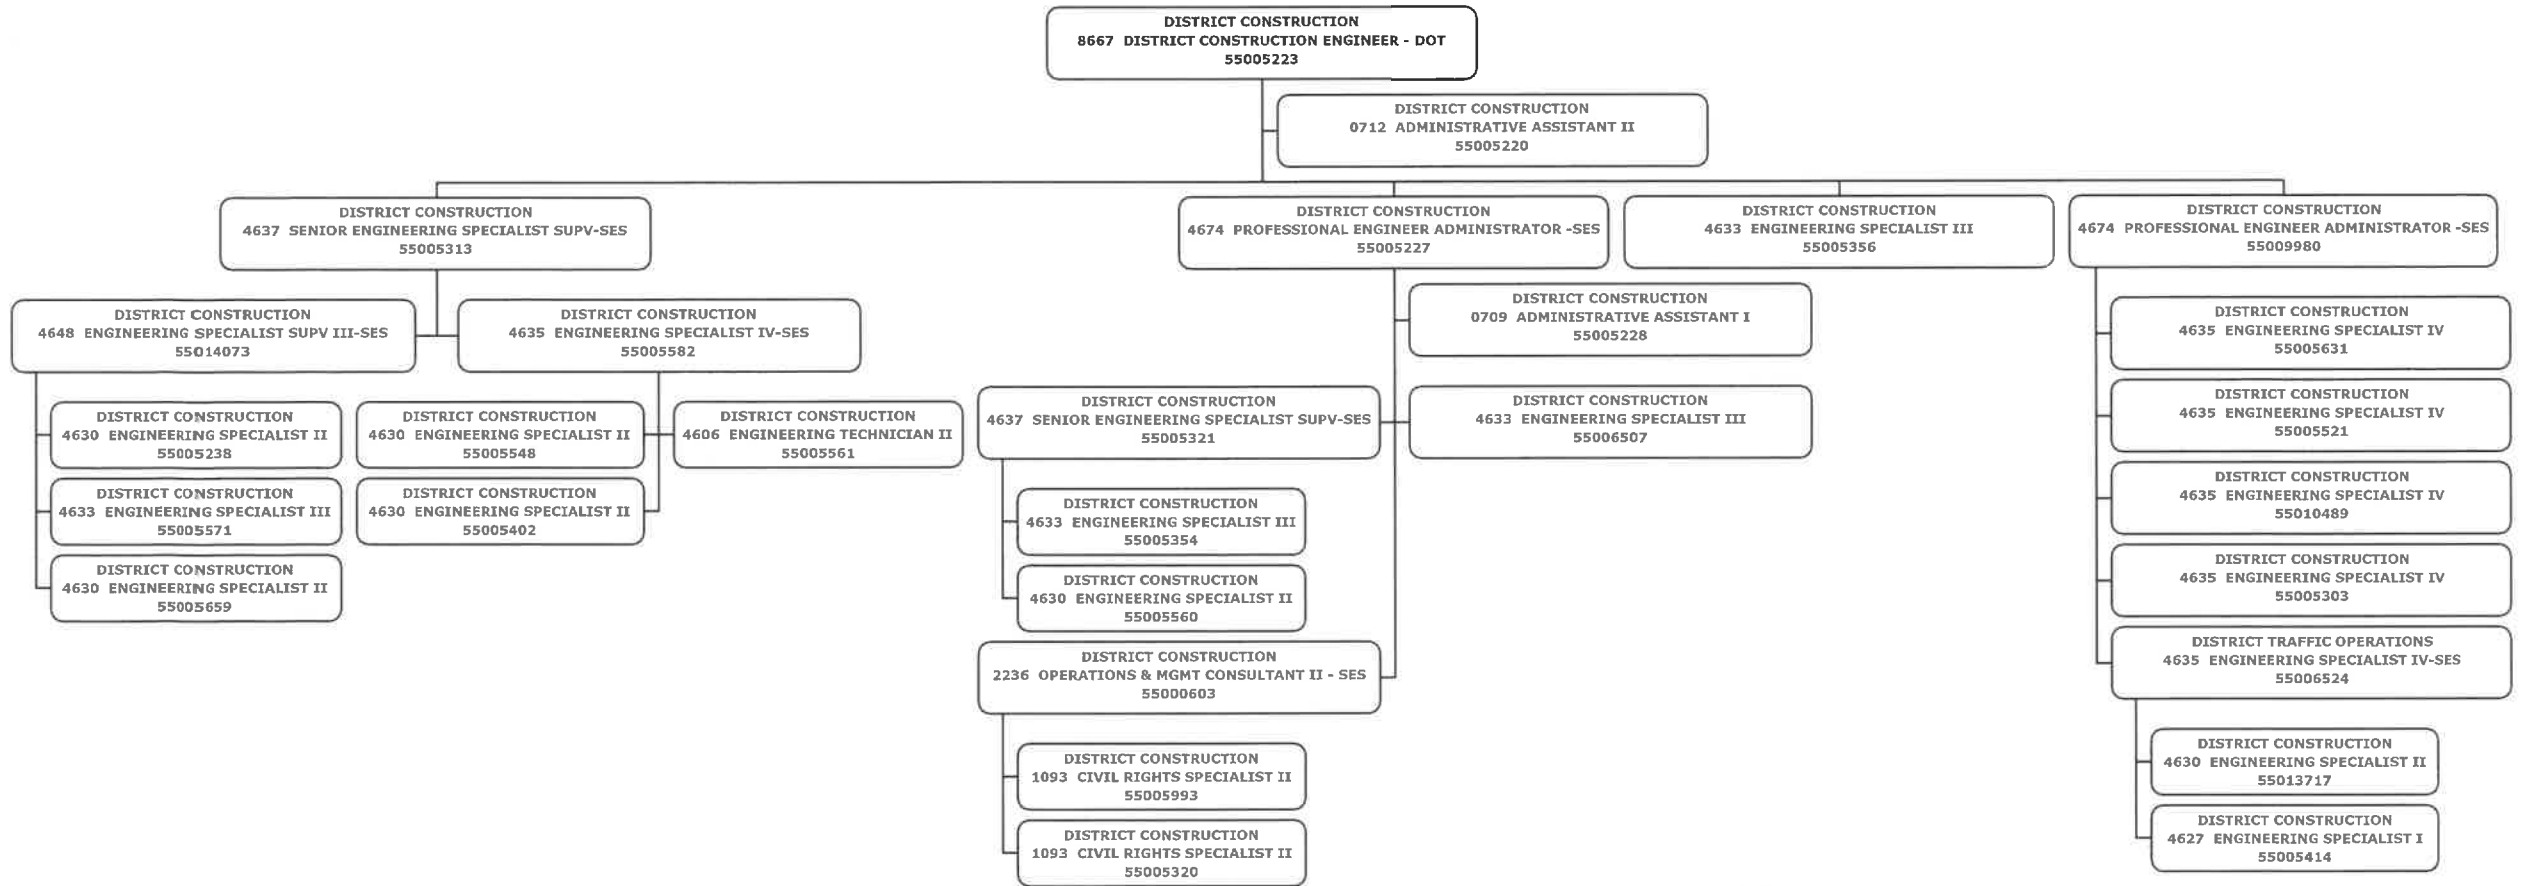 DISTRICT CONSTRUCTION
8667 DISTRICT CONSTRUCTION ENGINEER - DOT
55005223
DISTRICT CONSTRUCTION
0712 ADMINISTRATIVE ASSISTANT II
55005220
DISTRICT CONSTRUCTION
4637 SENIOR ENGINEERING SPECIALIST SUPV-SES
55005313
DISTRICT CONSTRUCTION
4648 ENGINEERING SPECIALIST SUPV III-SES
55014073
DISTRICT CONSTRUCTION
4630 ENGINEERING SPECIALIST II
55005238
DISTRICT CONSTRUCTION
4633 ENGINEERING SPECIALIST III
55005571
DISTRICT CONSTRUCTION
4630 ENGINEERING SPECIALIST II
55005659
DISTRICT CONSTRUCTION
4635 ENGINEERING SPECIALIST IV-SES
55005582
DISTRICT CONSTRUCTION
4630 ENGINEERING SPECIALIST II
55005548
DISTRICT CONSTRUCTION
4606 ENGINEERING TECHNICIAN II
55005561
DISTRICT CONSTRUCTION
4630 ENGINEERING SPECIALIST II
55005402
DISTRICT CONSTRUCTION
4674 PROFESSIONAL ENGINEER ADMINISTRATOR -SES
55005227
DISTRICT CONSTRUCTION
0709 ADMINISTRATIVE ASSISTANT I
55005228
DISTRICT CONSTRUCTION
4637 SENIOR ENGINEERING SPECIALIST SUPV-SES
55005321
DISTRICT CONSTRUCTION
4633 ENGINEERING SPECIALIST III
55006507
DISTRICT CONSTRUCTION
4633 ENGINEERING SPECIALIST III
55005354
DISTRICT CONSTRUCTION
4630 ENGINEERING SPECIALIST II
55005560
DISTRICT CONSTRUCTION
2236 OPERATIONS & MGMT CONSULTANT II - SES
55000603
DISTRICT CONSTRUCTION
1093 CIVIL RIGHTS SPECIALIST II
55005993
DISTRICT CONSTRUCTION
1093 CIVIL RIGHTS SPECIALIST II
55005320
DISTRICT CONSTRUCTION
4633 ENGINEERING SPECIALIST III
55005356
DISTRICT CONSTRUCTION
4674 PROFESSIONAL ENGINEER ADMINISTRATOR -SES
55009980
DISTRICT CONSTRUCTION
4635 ENGINEERING SPECIALIST IV
55005631
DISTRICT CONSTRUCTION
4635 ENGINEERING SPECIALIST IV
55005521
DISTRICT CONSTRUCTION
4635 ENGINEERING SPECIALIST IV
55010489
DISTRICT CONSTRUCTION
4635 ENGINEERING SPECIALIST IV
55005303
DISTRICT TRAFFIC OPERATIONS
4635 ENGINEERING SPECIALIST IV-SES
55006524
DISTRICT CONSTRUCTION
4630 ENGINEERING SPECIALIST II
55013717
DISTRICT CONSTRUCTION
4627 ENGINEERING SPECIALIST I
55005414